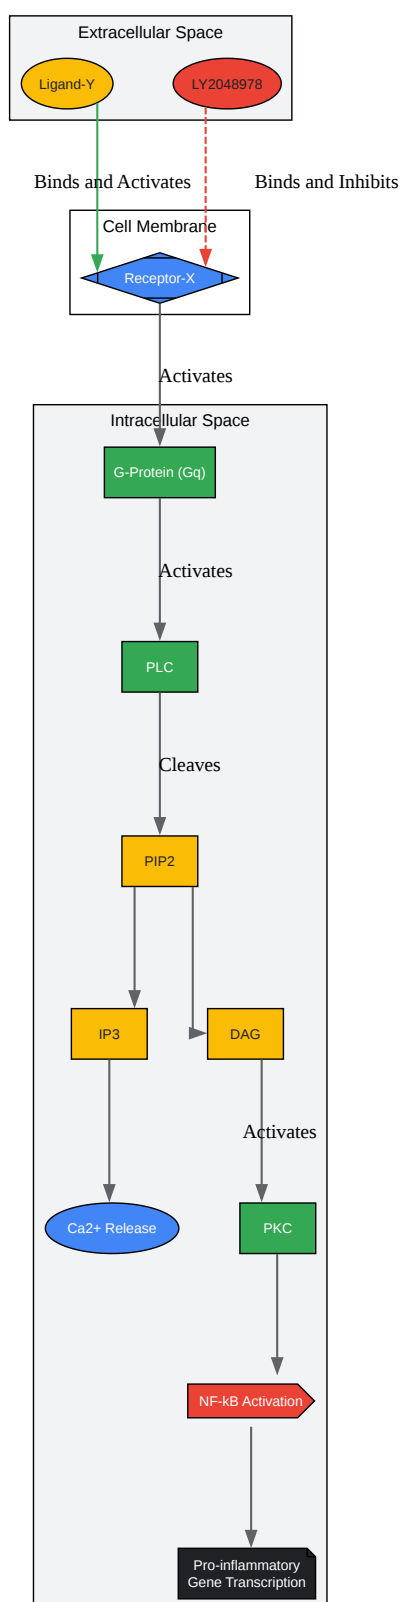 Extracellular Space
Ligand-Y
LY2048978
Binds and Activates
Binds and Inhibits
Cell Membrane
Receptor-X
Activates
Intracellular Space
G-Protein (Gq)
Activates
PLC
Cleaves
PIP2
IP3
DAG
Activates
Ca2+ Release
PKC
NF-kB Activation
Pro-inflammatory
Gene Transcription